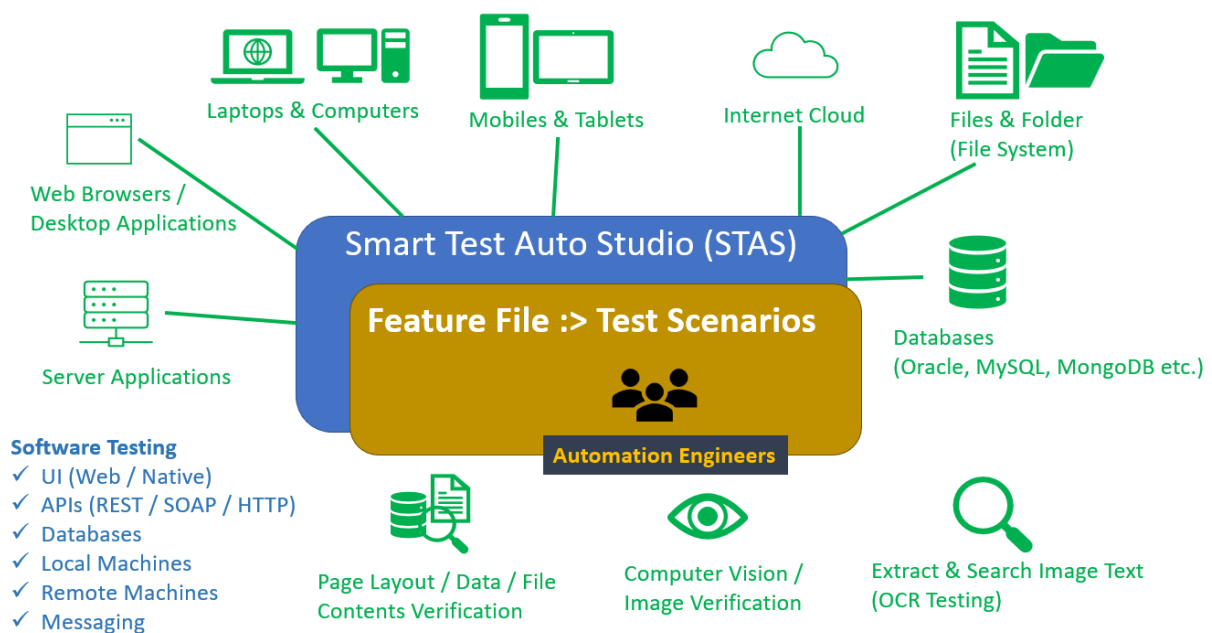 Laptops & Computers
Mobiles & Tablets
Internet Cloud
Files & Folder
(File System)
Web Browsers /
Desktop Applications
Smart Test Auto Studio (STAS)
Feature File :> Test Scenarios
Automation Engineers
Server Applications
Databases
(Oracle, MySQL, MongoDB etc.)
Software Testing
✓ UI (Web / Native)
✓ APIs (REST / SOAP / HTTP)
✓ Databases
✓ Local Machines
✓ Remote Machines
✓ Messaging
Page Layout / Data / File
Contents Verification
Computer Vision /
Image Verification
Extract & Search Image Text
(OCR Testing)